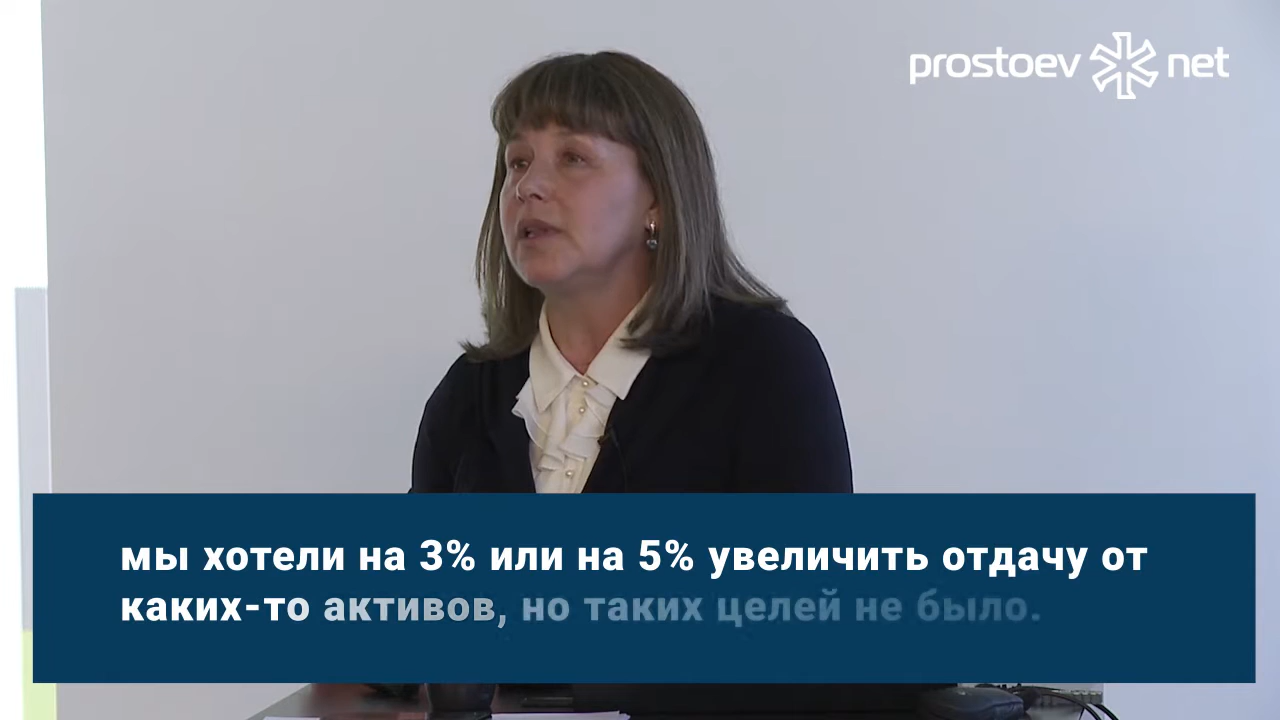 prostoev net
мы хотели на 3% или на 5% увеличить отдачу от
каких-то активов, но таких целей не было.